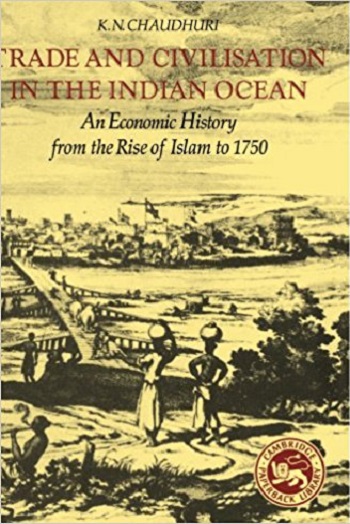 K.N.CHAUDHURI
TRADE AND CIVILISATION
IN THE INDIAN OCEAN
An Economic History
from the Rise of Islam to 1750
CAMBRIDGE
PAPERBACK LIBRARY